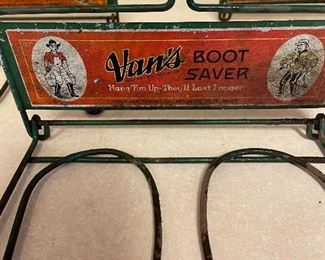 Van's BOOT
SAVER
Hang 'Em Up - They'll Last Longer